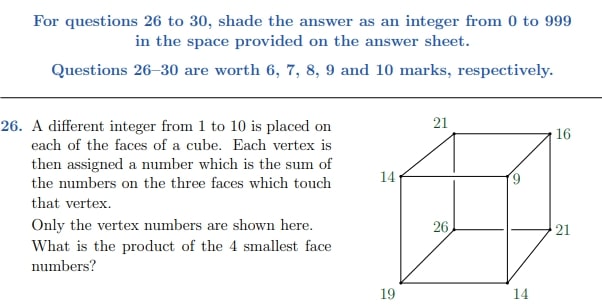 For questions 26 to 30, shade the answer as an integer from 0 to 999
in the space provided on the answer sheet.
Questions 26–30 are worth 6, 7, 8, 9 and 10 marks, respectively.
26. A different integer from 1 to 10 is placed on
each of the faces of a cube. Each vertex is
then assigned a number which is the sum of
the numbers on the three faces which touch
that vertex.
Only the vertex numbers are shown here.
What is the product of the 4 smallest face
numbers?
21
16
14
9
26
21
19
14